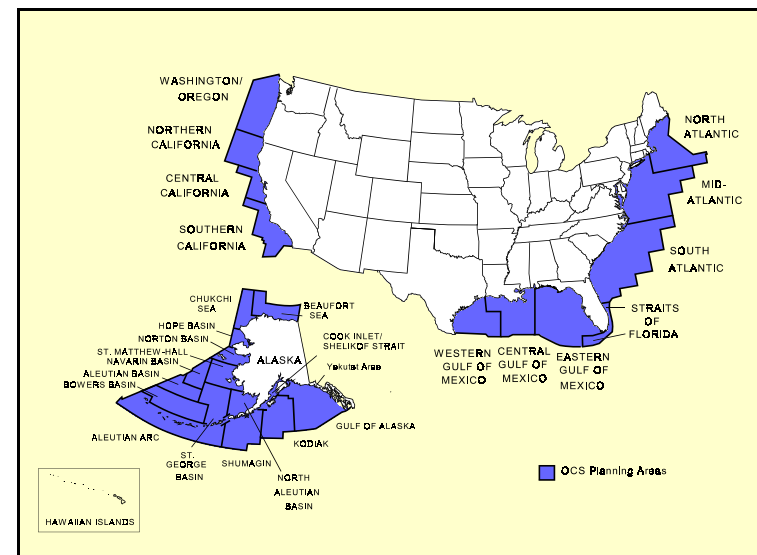 WASHINGTON/
OREGON
NORTHERN
CALIFORNIA
CENTRAL
CALIFORNIA
SOUTHERN
CALIFORNIA
NORTH
ATLANTIC
MID-
ATLANTIC
SOUTH
ATLANTIC
STRAITS
OF
FLORIDA
WESTERN
GULF OF
MEXICO
CENTRAL
GULF OF
MEXICO
EASTERN
GULF OF
MEXICO
CHUKCHI
SEA
BEAUFORT
SEA
HOPE BASIN
NORTON BASIN
ST. MATTHEW-HALL
NAVARIN BASIN
ALEUTIAN BASIN
BOWERS BASIN
COOK INLET/
SHELIKOF STRAIT
Yakutat Area
ALASKA
GULF OF ALASKA
KODIAK
ALEUTIAN ARC
ST.
GEORGE
BASIN
SHUMAGIN
NORTH
ALEUTIAN
BASIN
OCS Planning Areas
HAWAIIAN ISLANDS